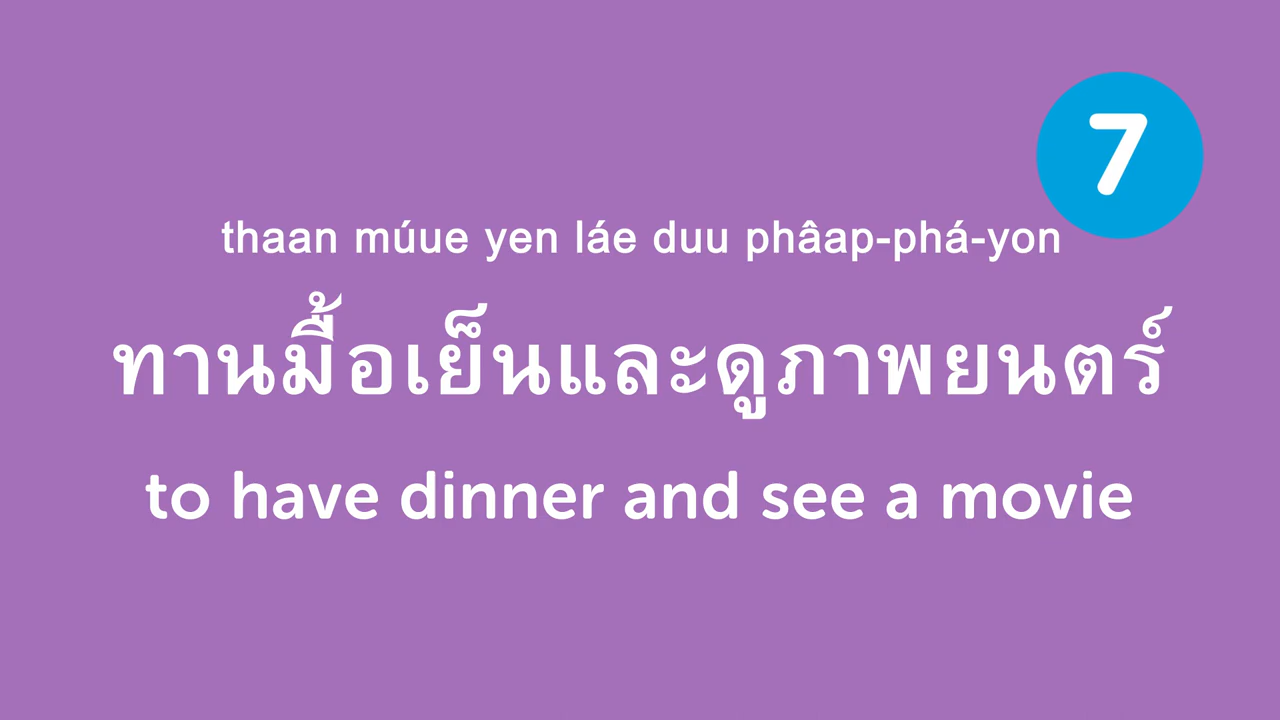 7
thaan múue yen láe duu phâap-phá-yon
ทานมื้อเย็นและดูภาพยนตร์
to have dinner and see a movie